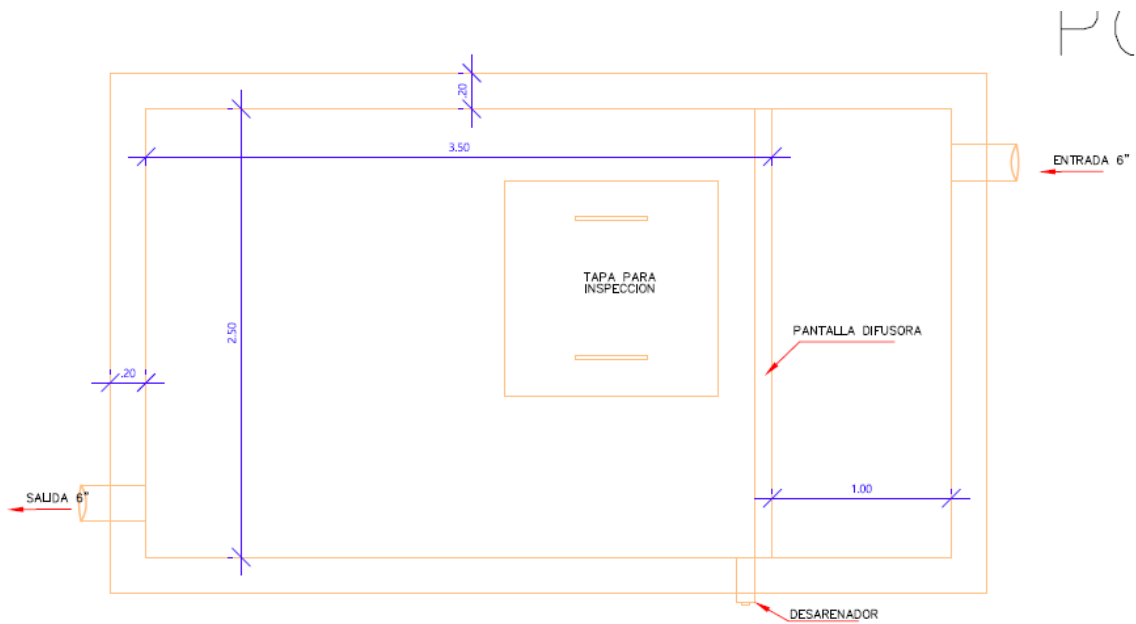 .20
3.50
ENTRADA 6"
TAPA PARA
INSPECCION
2.50
PANTALLA DIFUSORA
.20
SALIDA 6"
1.00
DESARENADOR